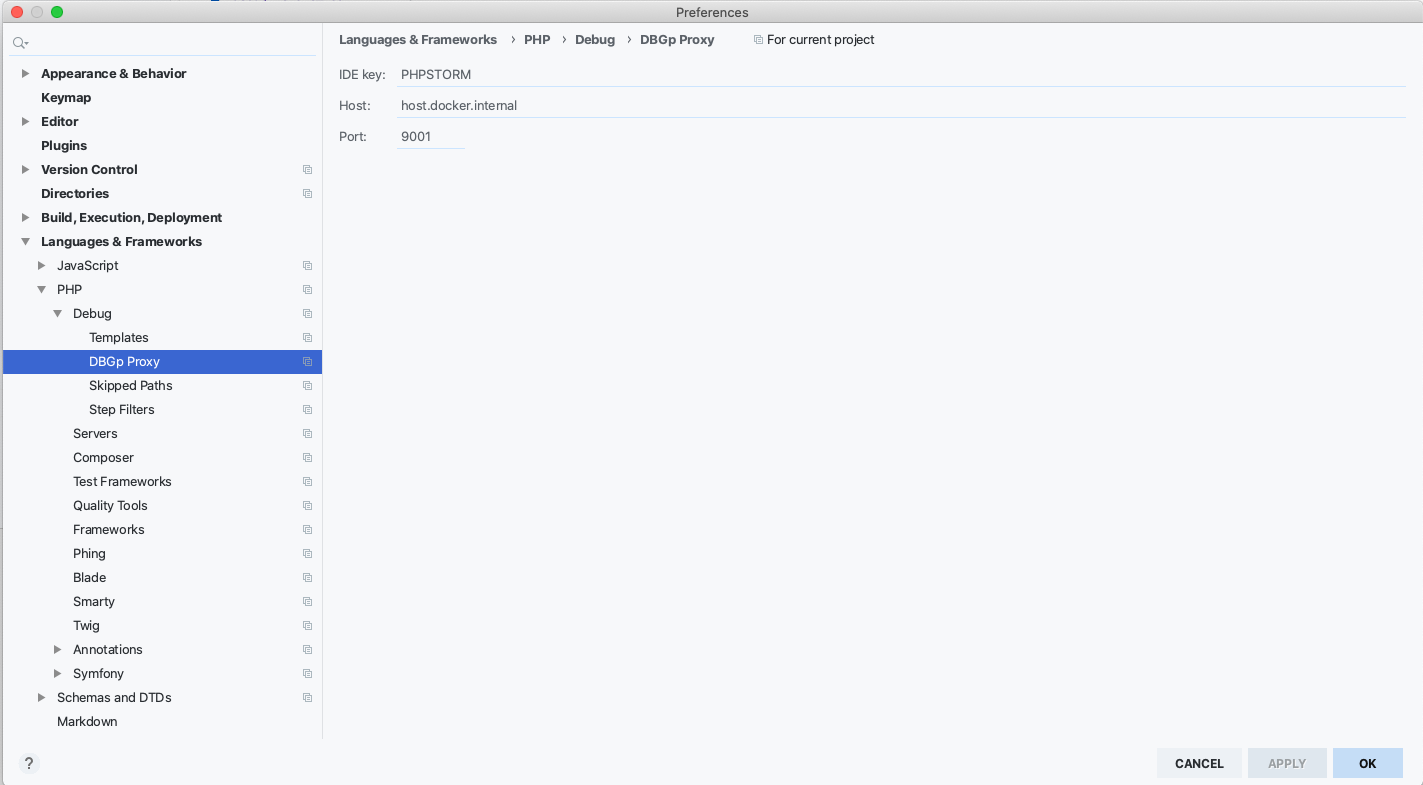 Preferences
Languages & Frameworks › PHP › Debug › DBGp Proxy For current project
Appearance & Behavior
Keymap
Editor
Plugins
Version Control
Directories
Build, Execution, Deployment
Languages & Frameworks
JavaScript
PHP
Debug
Templates
DBGp Proxy
Skipped Paths
Step Filters
Servers
Composer
Test Frameworks
Quality Tools
Frameworks
Phing
Blade
Smarty
Twig
Annotations
Symfony
Schemas and DTDs
Markdown
IDE key: PHPSTORM
Host: host.docker.internal
Port: 9001
?
CANCEL APPLY OK